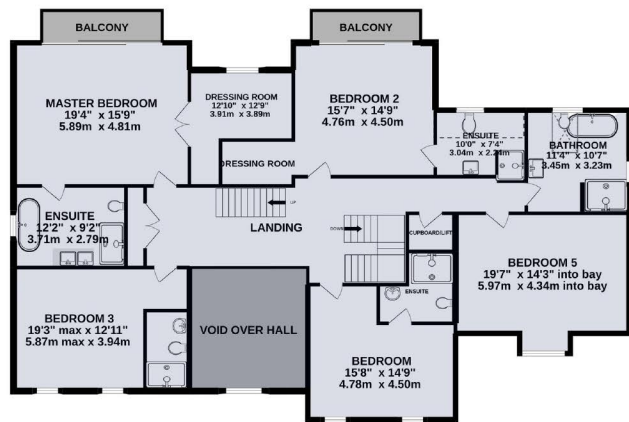 BALCONY
BALCONY
MASTER BEDROOM
19'4" x 15'9"
5.89m x 4.81m
DRESSING ROOM
12'10" x 12'9"
3.91m x 3.89m
BEDROOM 2
15'7" x 14'9"
4.76m x 4.50m
ENSUITE
10'0" x 7'4"
3.04m x 2.24m
BATHROOM
11'4" x 10'7"
3.45m x 3.23m
DRESSING ROOM
ENSUITE
12'2" x 9'2"
3.71m x 2.79m
UP
LANDING
DOWN
CUPBOARD/LIFT
BEDROOM 5
19'7" x 14'3" into bay
5.97m x 4.34m into bay
ENSUITE
BEDROOM 3
19'3" max x 12'11"
5.87m max x 3.94m
VOID OVER HALL
BEDROOM
15'8" x 14'9"
4.78m x 4.50m